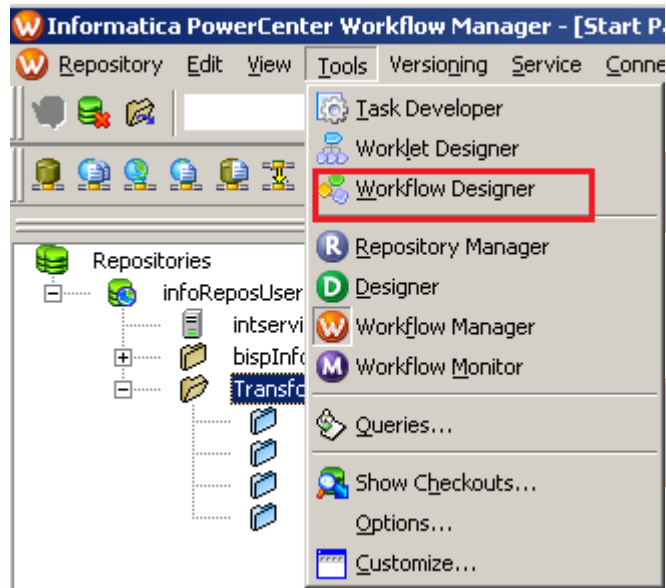 Informatica PowerCenter Workflow Manager - [Start P
Repository Edit View Tools Versioning Service Conne
Task Developer
Worklet Designer
Workflow Designer
Repository Manager
Designer
Workflow Manager
Workflow Monitor
Queries...
Show Checkouts...
Options...
Customize...
Repositories
infoReposUser
intservi
bispInfo
Transfo